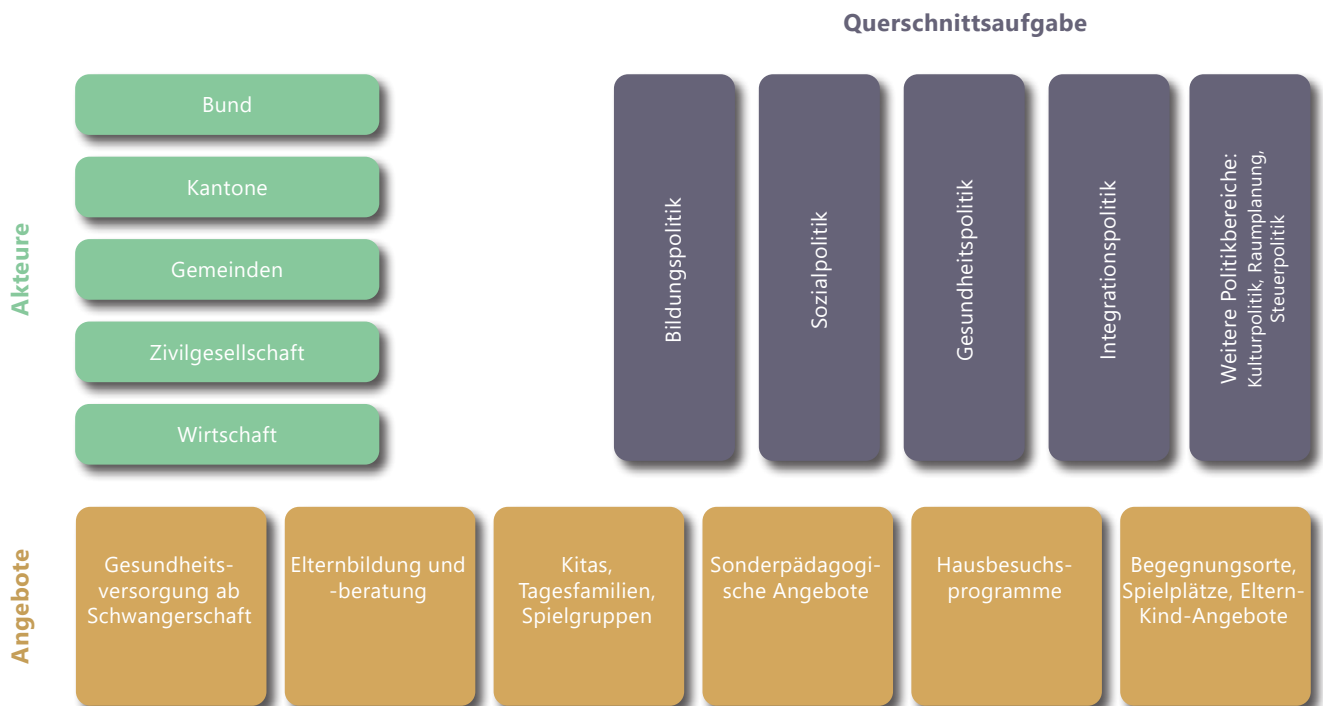 Querschnittsaufgabe
Akteure
Bund
Kantone
Gemeinden
Zivilgesellschaft
Wirtschaft
Bildungspolitik
Sozialpolitik
Gesundheitspolitik
Integrationspolitik
Weitere Politikbereiche:
Kulturpolitik, Raumplanung,
Steuerpolitik
Angebote
Gesundheits-
versorgung ab
Schwangerschaft
Elternbildung und
-beratung
Kitas,
Tagesfamilien,
Spielgruppen
Sonderpädagogi-
sche Angebote
Hausbesuchs-
programme
Begegnungsorte,
Spielplätze, Eltern-
Kind-Angebote